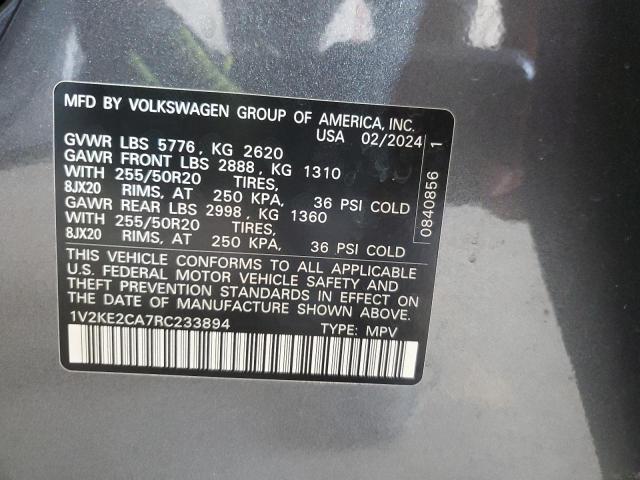 MFD BY VOLKSWAGEN GROUP OF AMERICA, INC.
USA 02/2024
GVWR LBS 5776, KG 2620
GAWR FRONT LBS 2888, KG 1310
WITH 255/50R20 TIRES,
8JX20 RIMS, AT 250 KPA, 36 PSI COLD
GAWR REAR LBS 2998, KG 1360
WITH 255/50R20 TIRES,
8JX20 RIMS, AT 250 KPA, 36 PSI COLD
THIS VEHICLE CONFORMS TO ALL APPLICABLE
U.S. FEDERAL MOTOR VEHICLE SAFETY AND
THEFT PREVENTION STANDARDS IN EFFECT ON
THE DATE OF MANUFACTURE SHOWN ABOVE.
1V2KE2CA7RC233894 TYPE: MPV
0840856 1